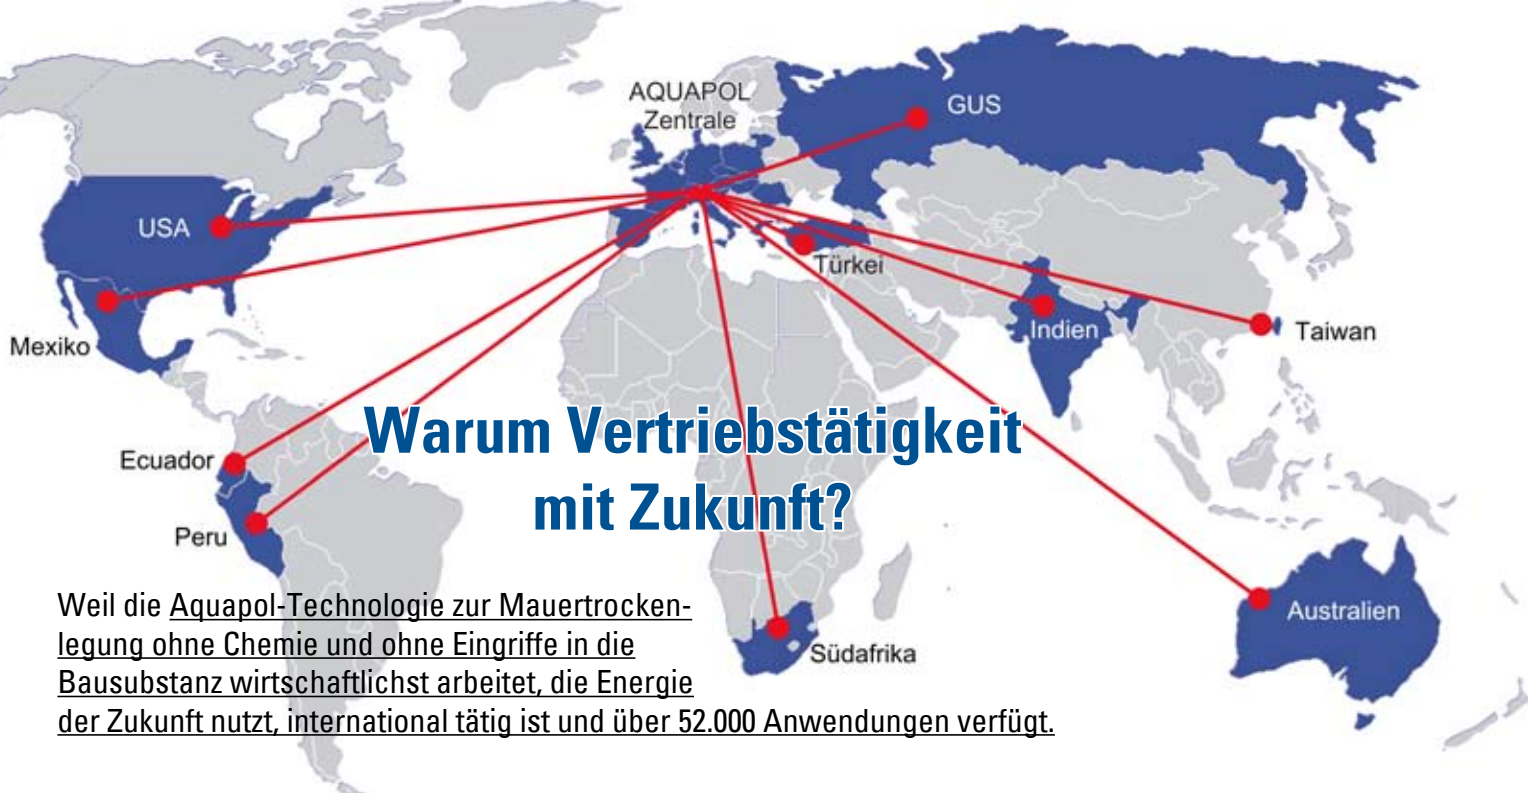 AQUAPOL
Zentrale
GUS
USA
Türkei
Mexiko
Indien
Taiwan
Warum Vertriebstätigkeit
mit Zukunft?
Ecuador
Peru
Australien
Südafrika
Weil die Aquapol-Technologie zur Mauertrocken-
legung ohne Chemie und ohne Eingriffe in die
Bausubstanz wirtschaftlichst arbeitet, die Energie
der Zukunft nutzt, international tätig ist und über 52.000 Anwendungen verfügt.